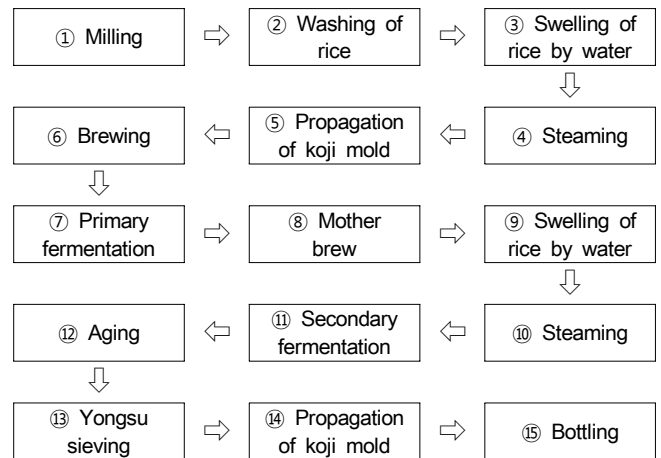 ① Milling
② Washing of
rice
③ Swelling of
rice by water
④ Steaming
⑤ Propagation
of koji mold
⑥ Brewing
⑦ Primary
fermentation
⑧ Mother
brew
⑨ Swelling of
rice by water
⑩ Steaming
⑪ Secondary
fermentation
⑫ Aging
⑬ Yongsu
sieving
⑭ Propagation
of koji mold
⑮ Bottling